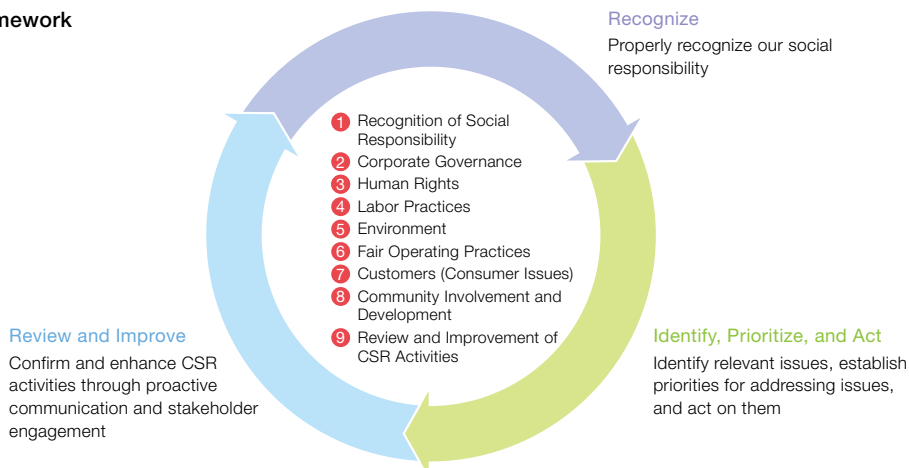 Recognize
Properly recognize our social
responsibility
1 Recognition of Social
Responsibility
2 Corporate Governance
3 Human Rights
4 Labor Practices
5 Environment
6 Fair Operating Practices
7 Customers (Consumer Issues)
8 Community Involvement and
Development
9 Review and Improvement of
CSR Activities
Identify, Prioritize, and Act
Identify relevant issues, establish
priorities for addressing issues,
and act on them
Review and Improve
Confirm and enhance CSR
activities through proactive
communication and stakeholder
engagement